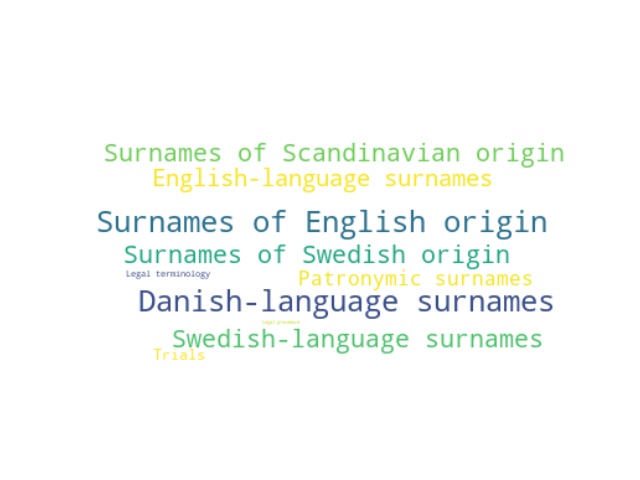 Surnames of Scandinavian origin
English-language surnames
Surnames of English origin
Surnames of Swedish origin
Legal terminology
Patronymic surnames
Danish-language surnames
Swedish-language surnames
Trials